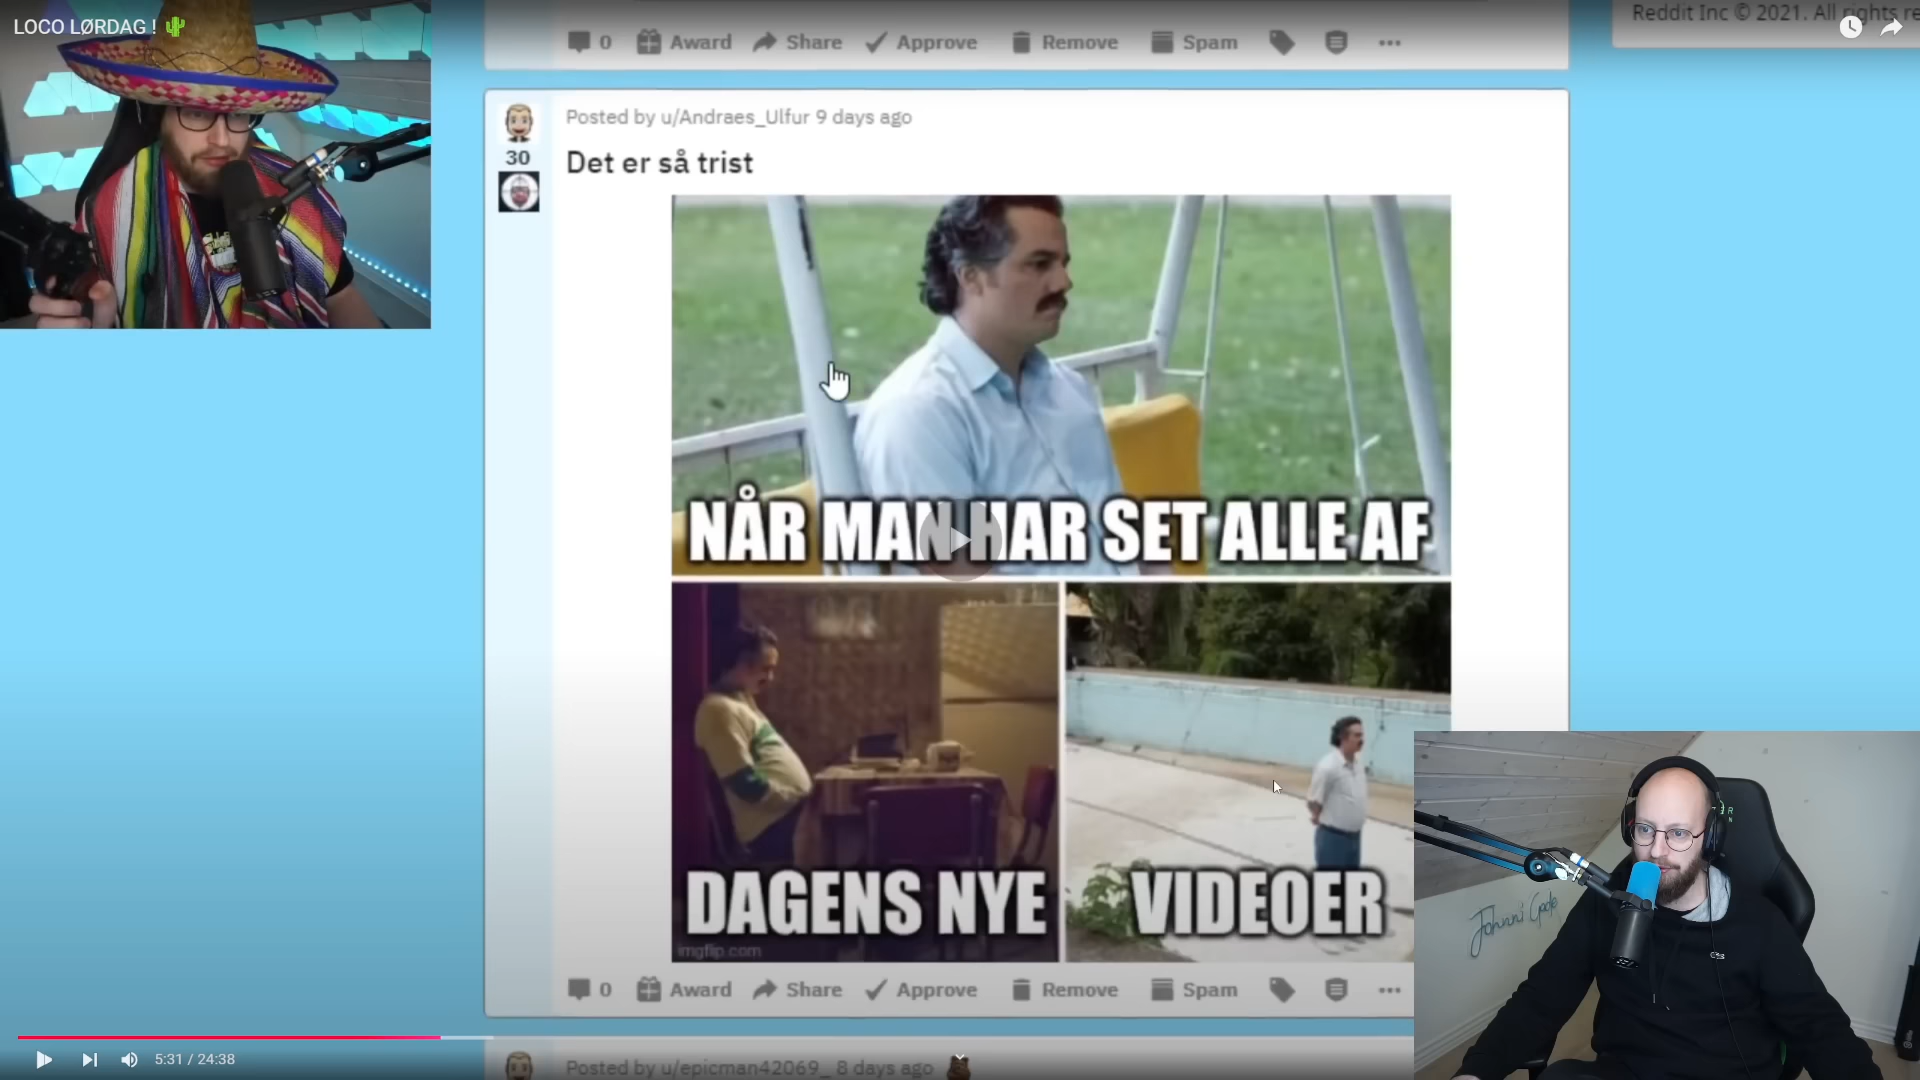 LOCO LØRDAG ! 🌵
Reddit Inc © 2021. All rights re
0 Award Share Approve Remove Spam
Posted by u/Andraes_Ulfur 9 days ago
30
Det er så trist
NÅR MAN HAR SET ALLE AF
DAGENS NYE
VIDEOER
imgflip.com
Johnni Gade
0 Award Share Approve Remove Spam
5:31 / 24:38
Posted by u/epicman42069_ 8 days ago